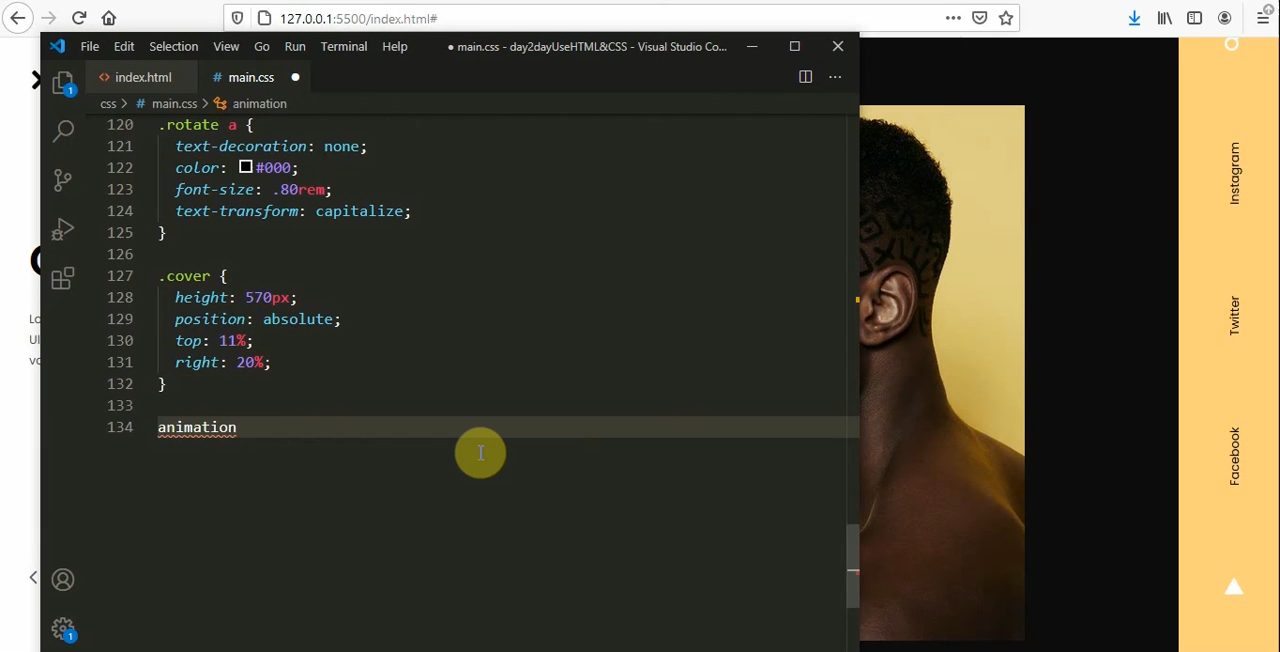 127.0.0.1:5500/index.html#
File Edit Selection View Go Run Terminal Help
● main.css - day2dayUseHTML&CSS - Visual Studio Co...
index.html
# main.css
css > # main.css > animation
120 .rotate a {
121 text-decoration: none;
122 color: #000;
123 font-size: .80rem;
124 text-transform: capitalize;
125 }
126
127 .cover {
128 height: 570px;
129 position: absolute;
130 top: 11%;
131 right: 20%;
132 }
133
134 animation
1
1
Instagram
Twitter
Facebook